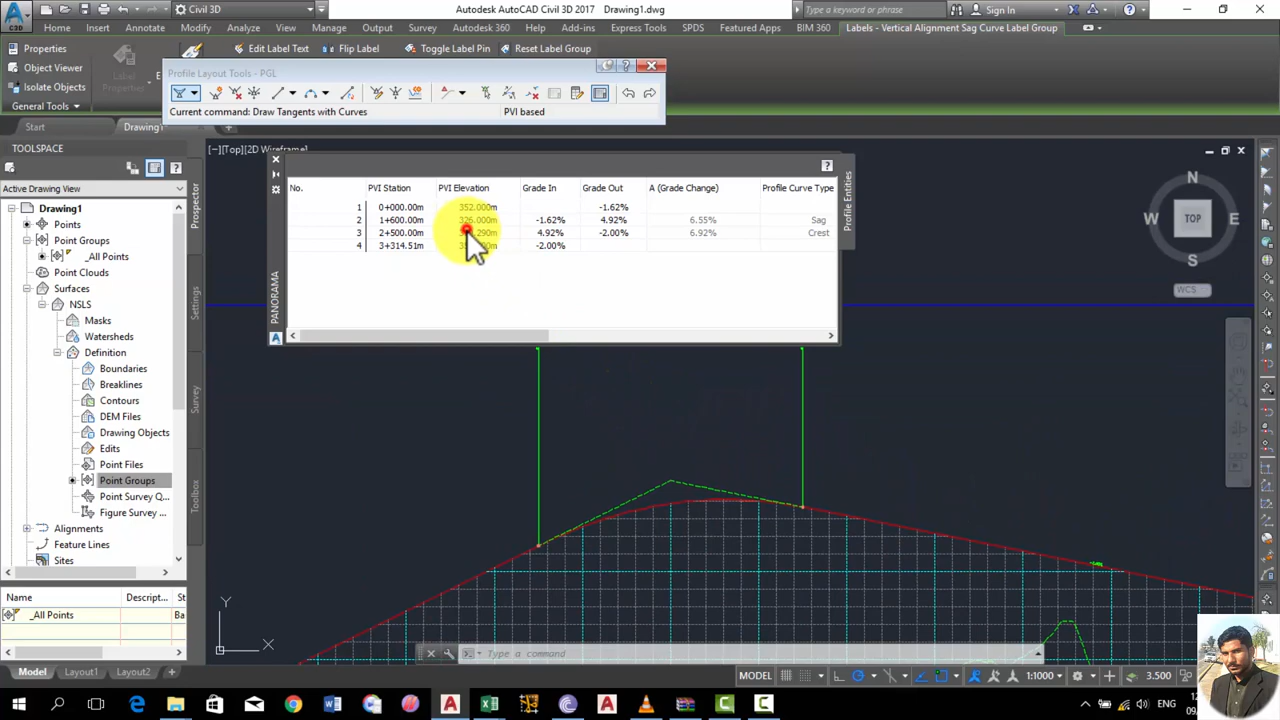 Civil 3D
Autodesk AutoCAD Civil 3D 2017 Drawing1.dwg
Type a keyword or phrase
Sign In
C3D
Home Insert Annotate Modify Analyze View Manage Output Survey Autodesk 360 Help Add-ins Express Tools SPDS Featured Apps BIM 360 Labels - Vertical Alignment Sag Curve Label Group
Properties
Object Viewer
Isolate Objects
General Tools
Label
Properties
Edit Label Text Flip Label Toggle Label Pin Reset Label Group
Profile Layout Tools - PGL
Current command: Draw Tangents with Curves PVI based
Start Drawing1
[−][Top][2D Wireframe]
TOOLSPACE
Active Drawing View
Drawing1
Points
Point Groups
_All Points
Point Clouds
Surfaces
NSLS
Masks
Watersheds
Definition
Boundaries
Breaklines
Contours
DEM Files
Drawing Objects
Edits
Point Files
Point Groups
Point Survey Q...
Figure Survey ...
Alignments
Feature Lines
Sites
Prospector
Settings
Survey
Toolbox
Name Descript... St
_All Points Ba
PANORAMA
Profile Entities
No. PVI Station PVI Elevation Grade In Grade Out A (Grade Change) Profile Curve Type
1 0+000.00m 352.000m -1.62%
2 1+600.00m 326.000m -1.62% 4.92% 6.55% Sag
3 2+500.00m 4.92% -2.00% 6.92% Crest
4 3+314.51m -2.00%
N
W TOP E
S
WCS
Y
X
Type a command
Model Layout1 Layout2
MODEL 1:1000 3.500
ENG